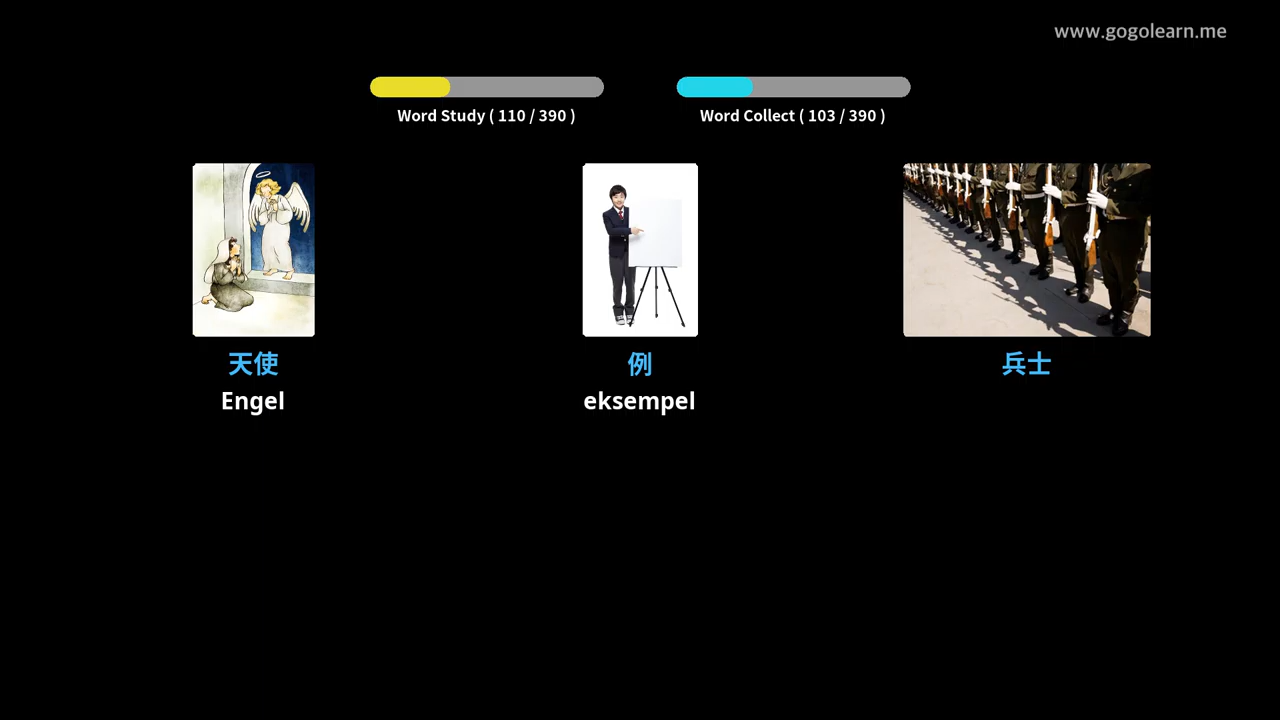 www.gogolearn.me
Word Study ( 110 / 390 )
Word Collect ( 103 / 390 )
天使
Engel
例
eksempel
兵士